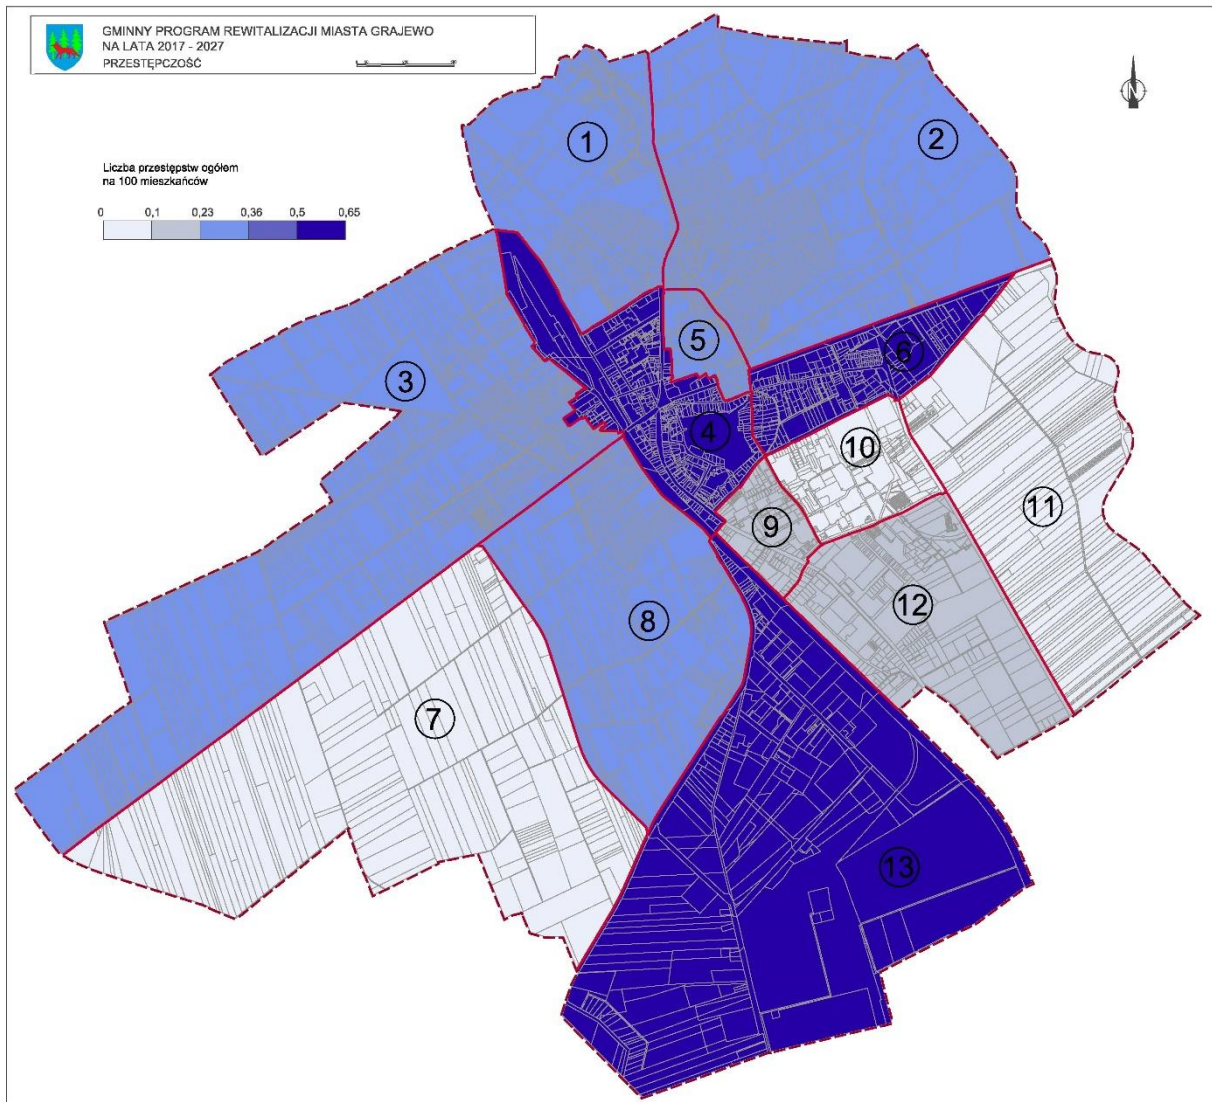 GMINNY PROGRAM REWITALIZACJI MIASTA GRAJEWO
NA LATA 2017 - 2027
PRZESTĘPCZOŚĆ
N
Liczba przestępstw ogółem
na 100 mieszkańców
0 0,1 0,23 0,36 0,5 0,65
1
2
3
4
5
6
7
8
9
10
11
12
13